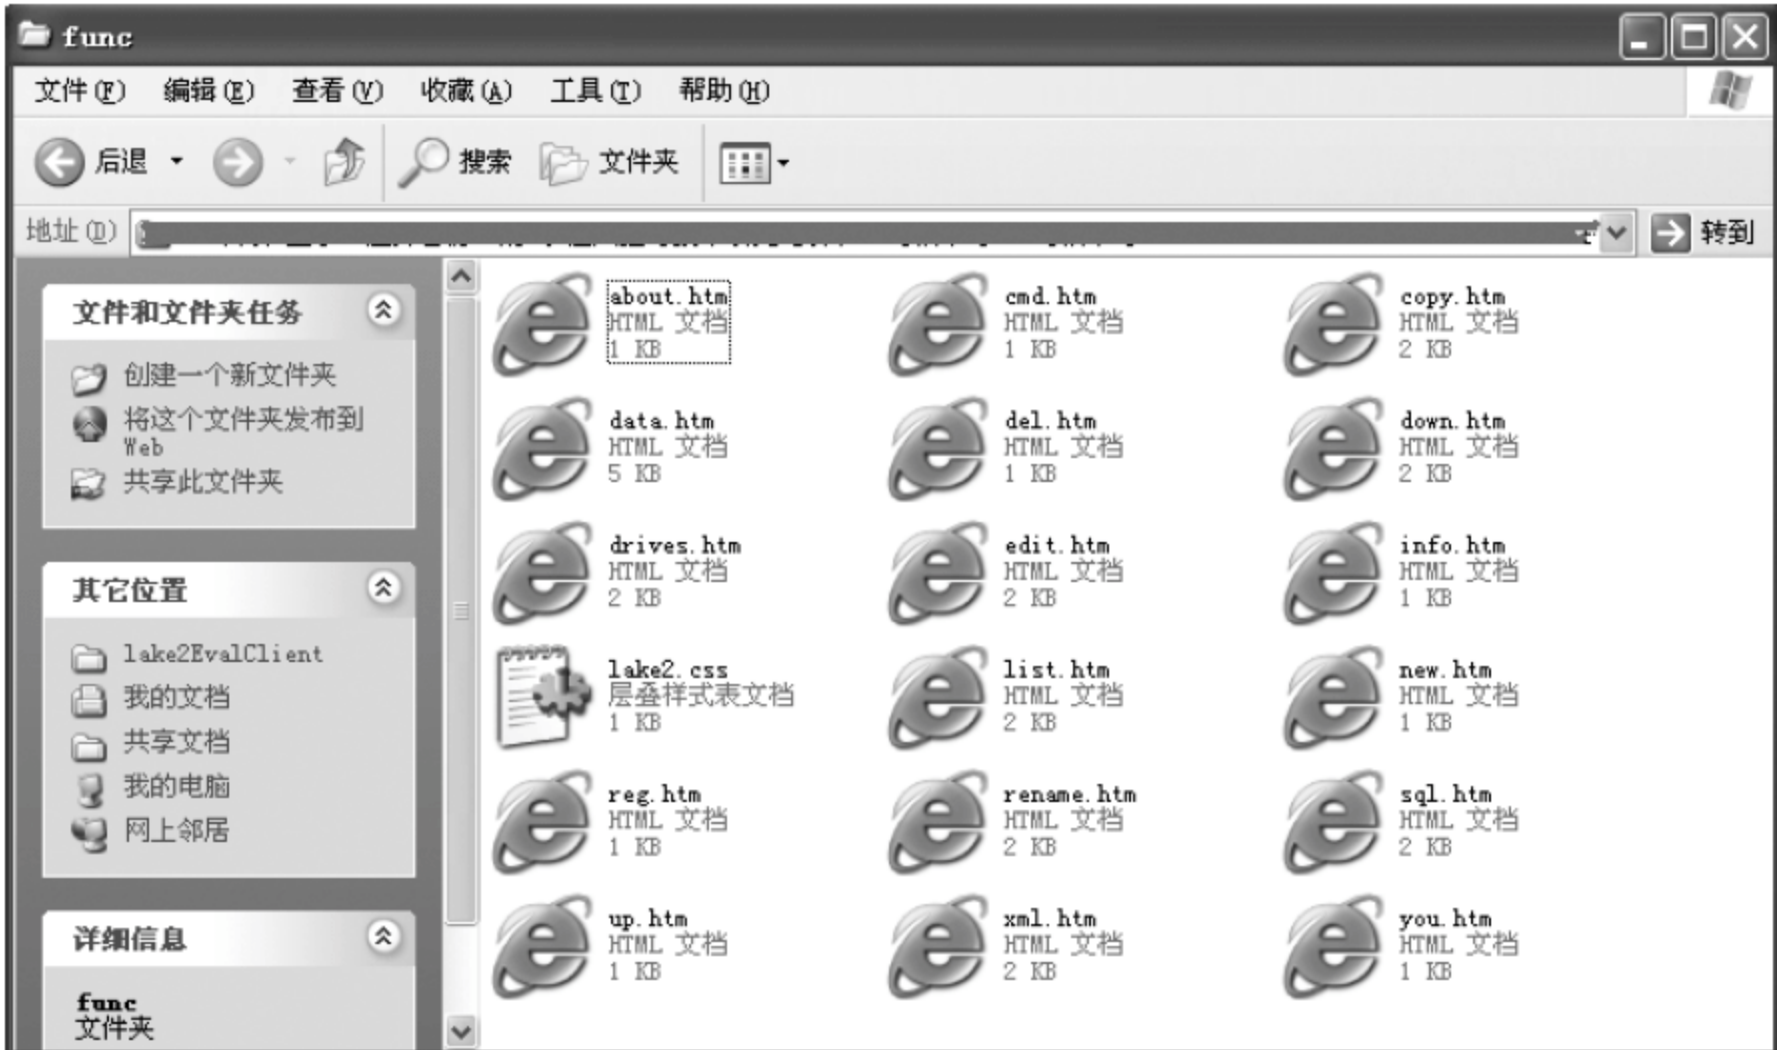 func
文件(F) 编辑(E) 查看(V) 收藏(A) 工具(T) 帮助(H)
后退 搜索 文件夹
地址(D) 转到
文件和文件夹任务
创建一个新文件夹
将这个文件夹发布到
Web
共享此文件夹
其它位置
lake2EvalClient
我的文档
共享文档
我的电脑
网上邻居
详细信息
func
文件夹
about.htm
HTML 文档
1 KB
cmd.htm
HTML 文档
1 KB
copy.htm
HTML 文档
2 KB
data.htm
HTML 文档
5 KB
del.htm
HTML 文档
1 KB
down.htm
HTML 文档
2 KB
drives.htm
HTML 文档
2 KB
edit.htm
HTML 文档
2 KB
info.htm
HTML 文档
1 KB
lake2.css
层叠样式表文档
1 KB
list.htm
HTML 文档
2 KB
new.htm
HTML 文档
1 KB
reg.htm
HTML 文档
1 KB
rename.htm
HTML 文档
2 KB
sql.htm
HTML 文档
2 KB
up.htm
HTML 文档
1 KB
xml.htm
HTML 文档
2 KB
you.htm
HTML 文档
1 KB